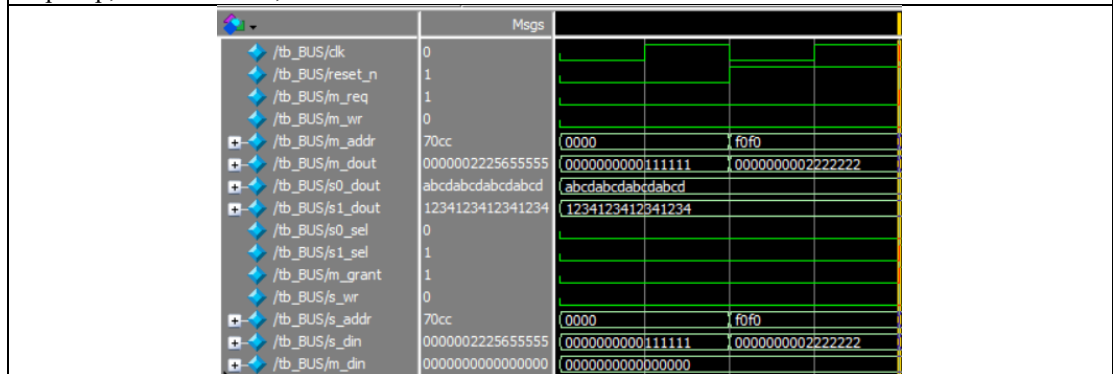 Msgs
/tb_BUS/clk 0
/tb_BUS/reset_n 1
/tb_BUS/m_req 1
/tb_BUS/m_wr 0
/tb_BUS/m_addr 70cc 0000 f0f0
/tb_BUS/m_dout 0000002225655555 0000000000111111 0000000002222222
/tb_BUS/s0_dout abcdabcdabcdabcd abcdabcdabcdabcd
/tb_BUS/s1_dout 1234123412341234 1234123412341234
/tb_BUS/s0_sel 0
/tb_BUS/s1_sel 1
/tb_BUS/m_grant 1
/tb_BUS/s_wr 0
/tb_BUS/s_addr 70cc 0000 f0f0
/tb_BUS/s_din 0000002225655555 0000000000111111 0000000002222222
/tb_BUS/m_din 0000000000000000 0000000000000000